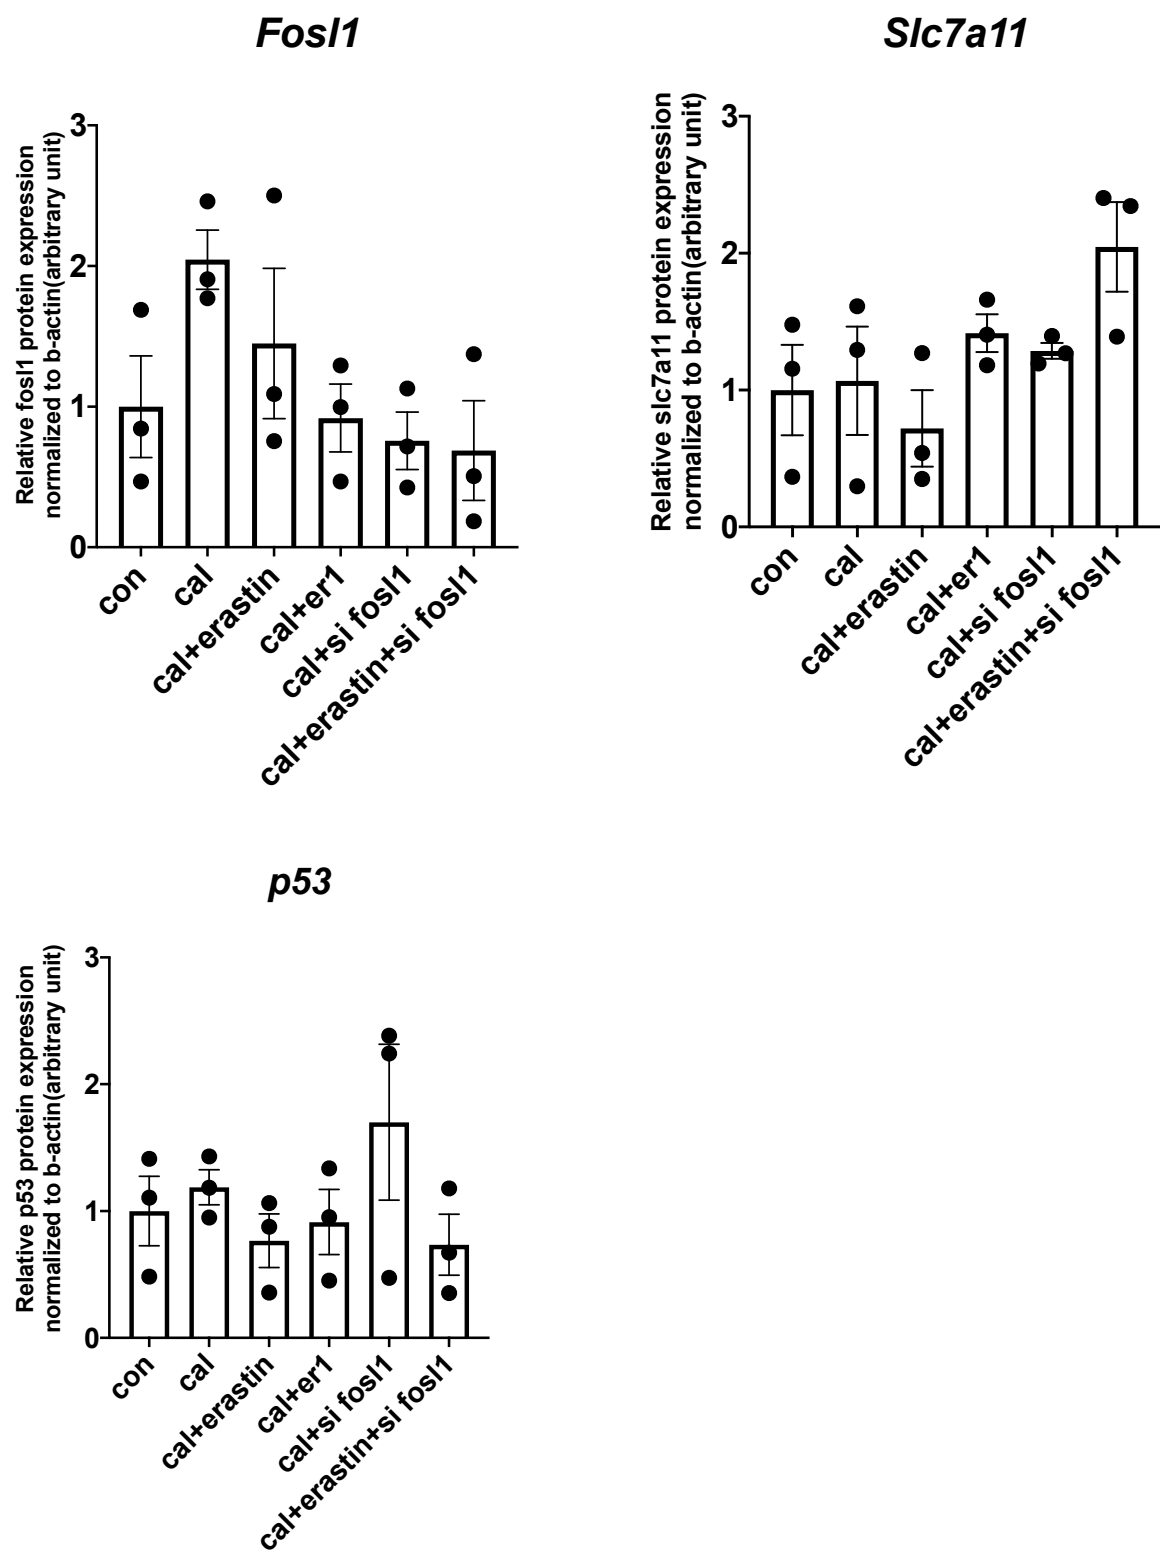 Fosl1
Relative fosl1 protein expression
normalized to b-actin(arbitrary unit)
3
2
1
0
con
cal
cal+erastin
cal+er1
cal+si fosl1
cal+erastin+si fosl1
Slc7a11
Relative slc7a11 protein expression
normalized to b-actin(arbitrary unit)
3
2
1
0
con
cal
cal+erastin
cal+er1
cal+si fosl1
cal+erastin+si fosl1
p53
Relative p53 protein expression
normalized to b-actin(arbitrary unit)
3
2
1
0
con
cal
cal+erastin
cal+er1
cal+si fosl1
cal+erastin+si fosl1